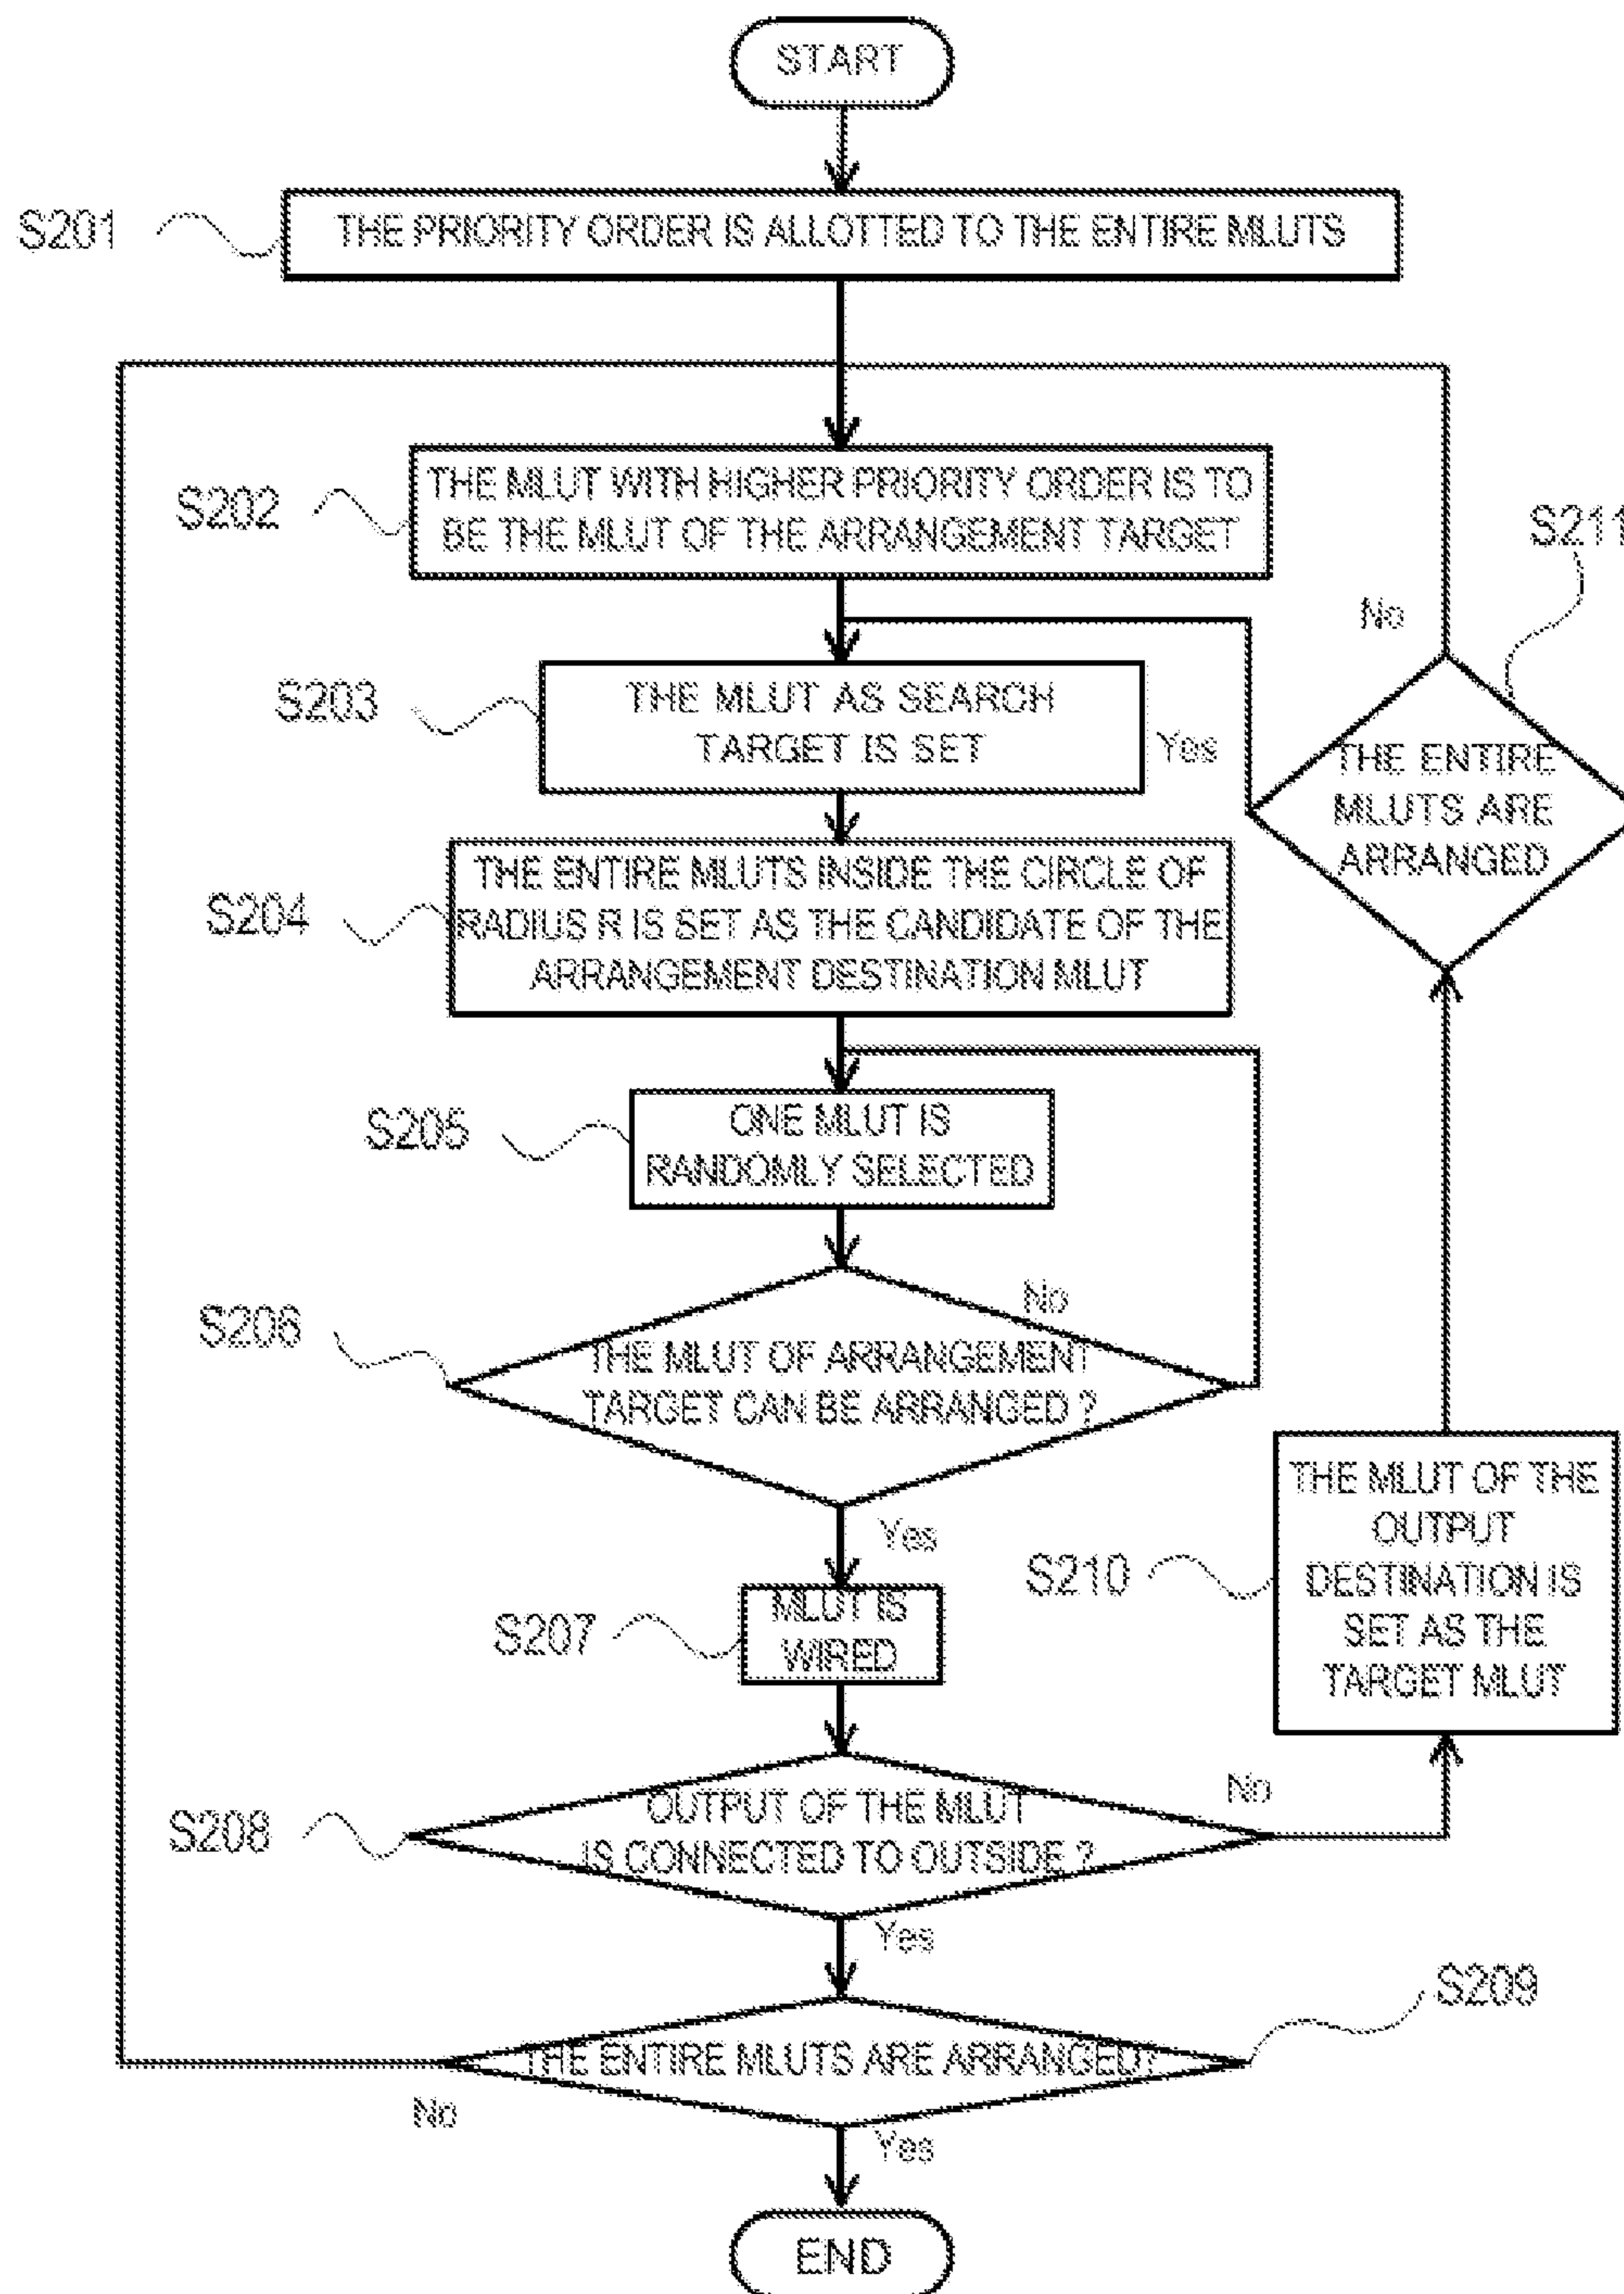 START
S201
THE PRIORITY ORDER IS ALLOTTED TO THE ENTIRE MLUTS
S202
THE MLUT WITH HIGHER PRIORITY ORDER IS TO
BE THE MLUT OF THE ARRANGEMENT TARGET
S211
No
S203
THE MLUT AS SEARCH
TARGET IS SET
Yes
THE ENTIRE
MLUTS ARE
ARRANGED
S204
THE ENTIRE MLUTS INSIDE THE CIRCLE OF
RADIUS R IS SET AS THE CANDIDATE OF THE
ARRANGEMENT DESTINATION MLUT
S205
ONE MLUT IS
RANDOMLY SELECTED
S206
No
THE MLUT OF ARRANGEMENT
TARGET CAN BE ARRANGED ?
Yes
S207
MLUT IS
WIRED
S210
THE MLUT OF THE
OUTPUT
DESTINATION IS
SET AS THE
TARGET MLUT
S208
OUTPUT OF THE MLUT
IS CONNECTED TO OUTSIDE ?
No
Yes
S209
THE ENTIRE MLUTS ARE ARRANGED?
No
Yes
END